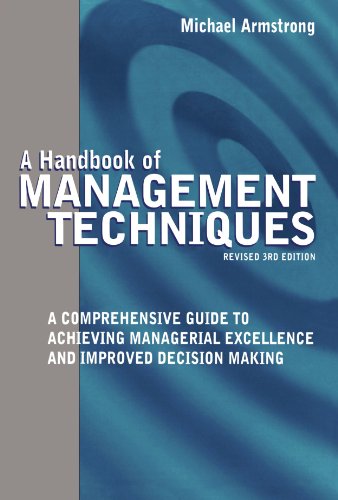 Michael Armstrong
A Handbook of
MANAGEMENT
TECHNIQUES
REVISED 3RD EDITION
A COMPREHENSIVE GUIDE TO
ACHIEVING MANAGERIAL EXCELLENCE
AND IMPROVED DECISION MAKING